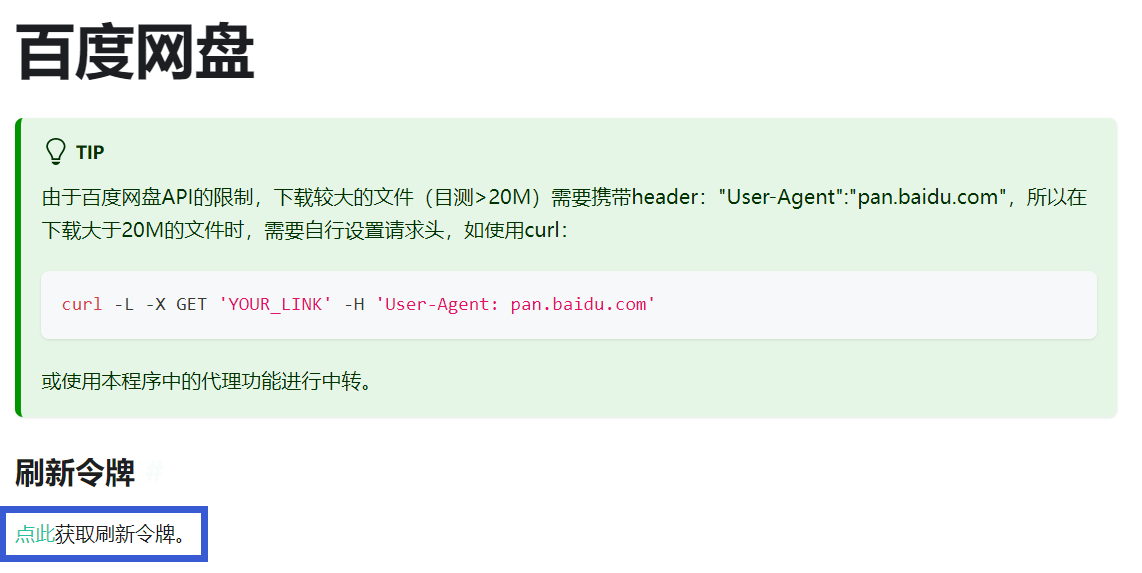 百度网盘
TIP
由于百度网盘API的限制，下载较大的文件（目测>20M）需要携带header："User-Agent":"pan.baidu.com"，所以在
下载大于20M的文件时，需要自行设置请求头，如使用curl：
curl -L -X GET 'YOUR_LINK' -H 'User-Agent: pan.baidu.com'
或使用本程序中的代理功能进行中转。
刷新令牌 #
点此获取刷新令牌。